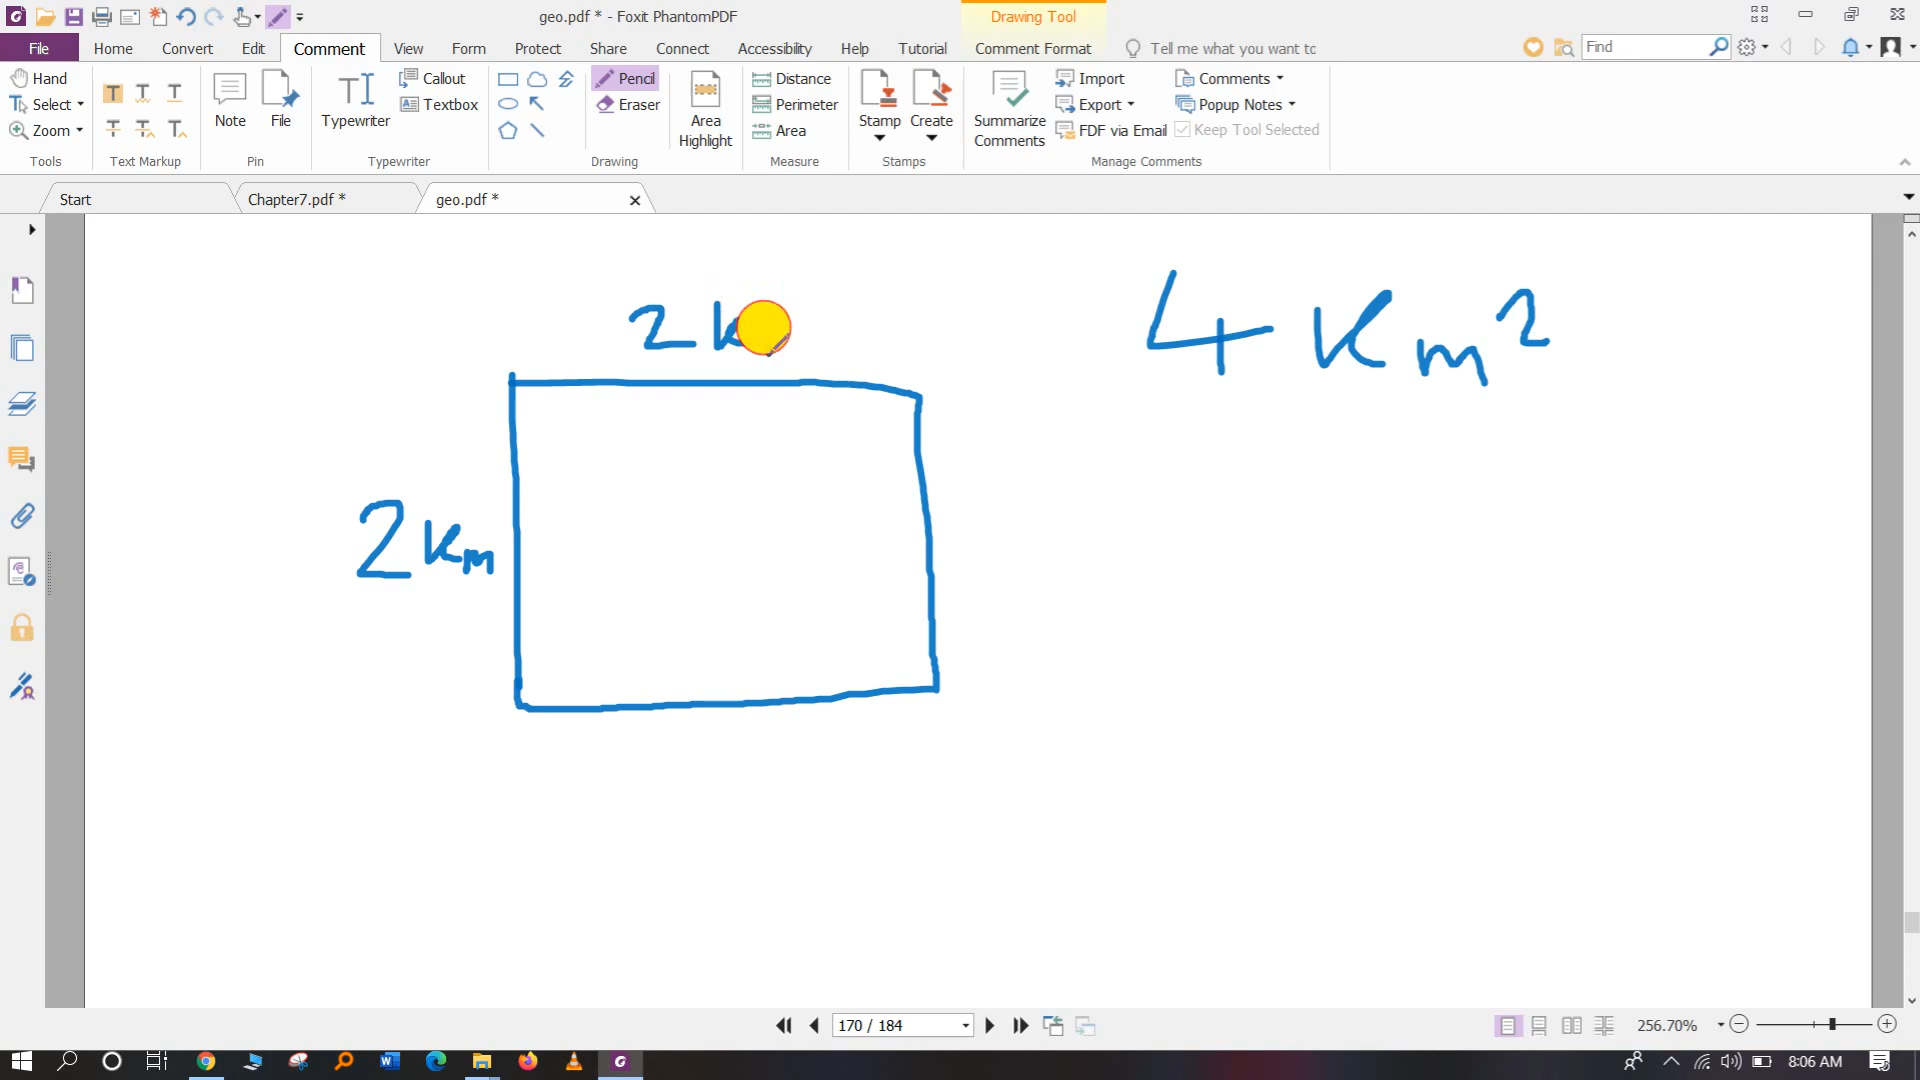 geo.pdf * - Foxit PhantomPDF
Drawing Tool
File Home Convert Edit Comment View Form Protect Share Connect Accessibility Help Tutorial Comment Format Tell me what you want to Find
Hand
Select
Zoom
Tools
Text Markup
Note
File
Pin
Typewriter
Callout
Textbox
Typewriter
Pencil
Eraser
Drawing
Area Highlight
Distance
Perimeter
Area
Measure
Stamp
Create
Stamps
Summarize Comments
Import
Export
FDF via Email
Comments
Popup Notes
Keep Tool Selected
Manage Comments
Start
Chapter7.pdf *
geo.pdf *
2 k
4 Km²
2 Km
170 / 184
256.70%
8:06 AM